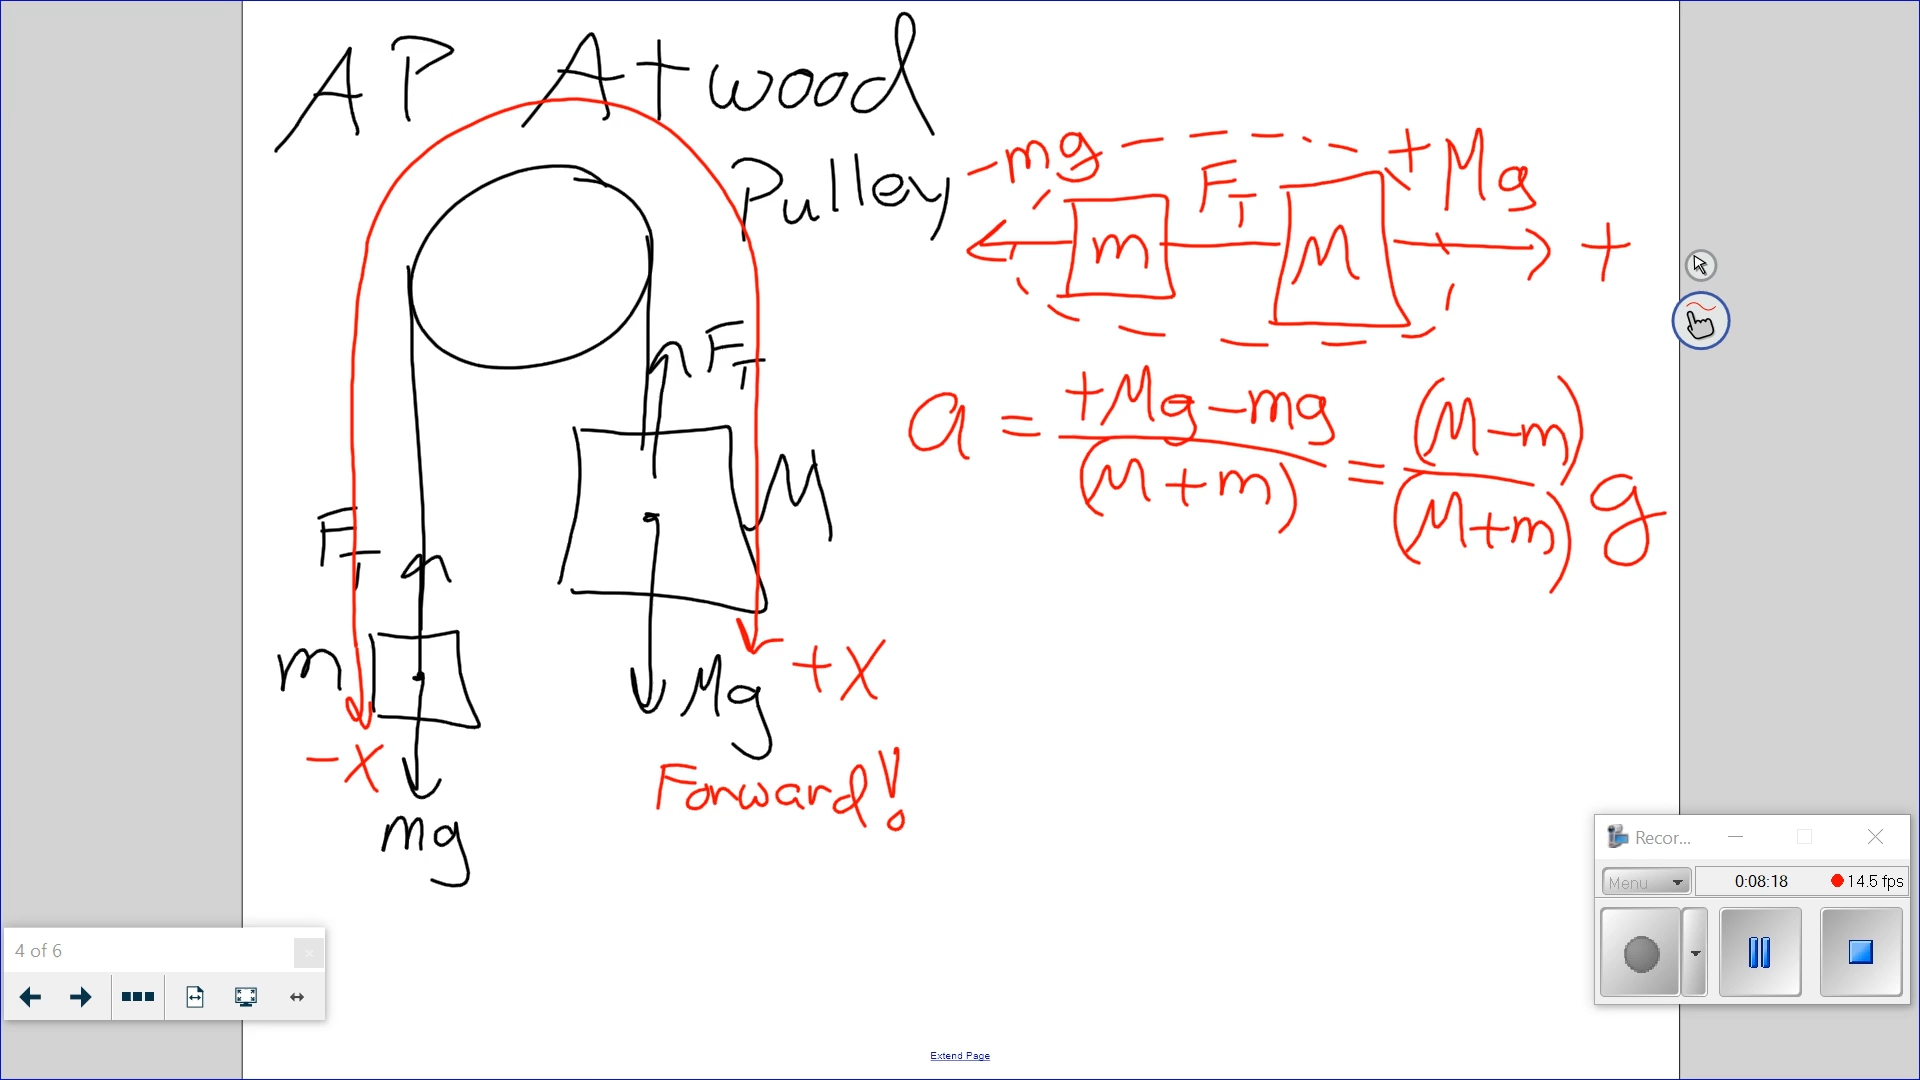 AP Atwood
Pulley
-mg
+Mg
F_T
m
M
+
F_T
a = +Mg-mg / (M+m) = (M-m) / (M+m) g
M
F_T
m
+X
Mg
-X
Forward!
mg
Recor...
Menu
0:08:18
14.5 fps
4 of 6
Extend Page